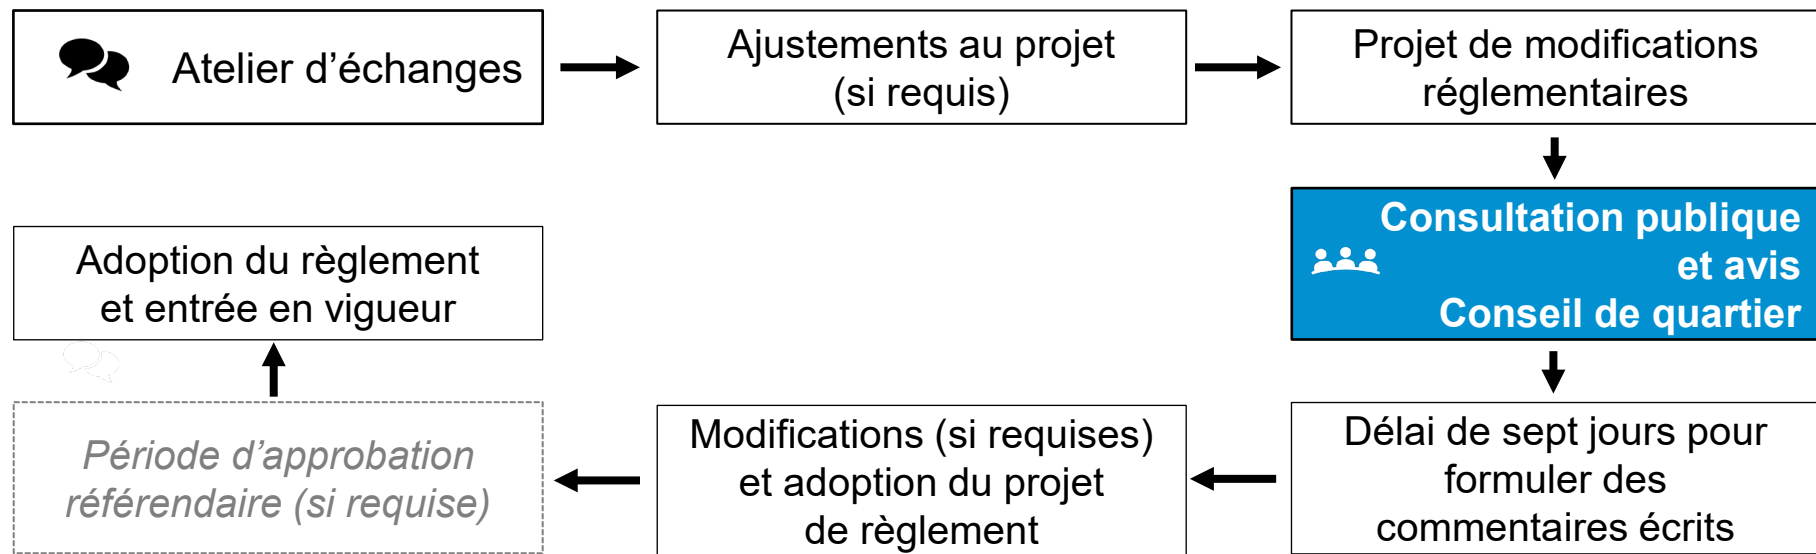 Atelier d’échanges
Ajustements au projet
(si requis)
Projet de modifications
réglementaires
Consultation publique
et avis
Conseil de quartier
Délai de sept jours pour
formuler des
commentaires écrits
Modifications (si requises)
et adoption du projet
de règlement
Période d’approbation
référendaire (si requise)
Adoption du règlement
et entrée en vigueur